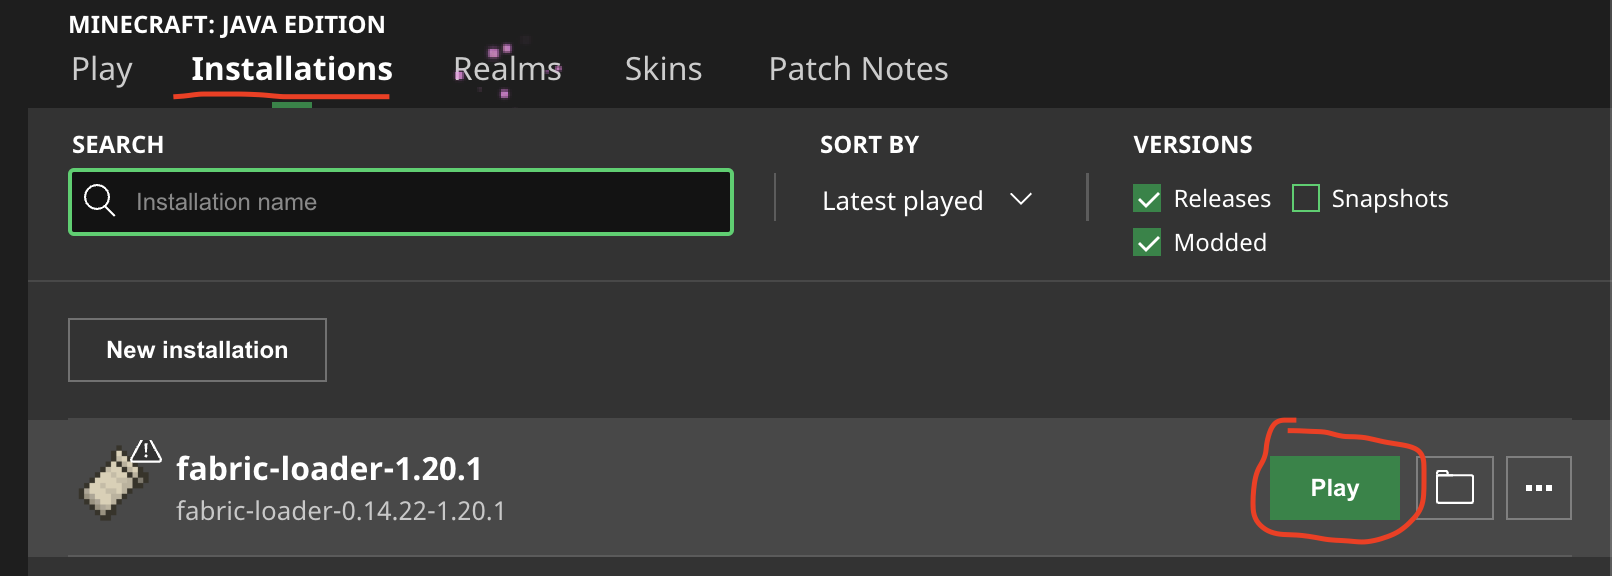 MINECRAFT: JAVA EDITION
Play Installations Realms Skins Patch Notes
SEARCH SORT BY VERSIONS
Installation name Latest played Releases Snapshots
Modded
New installation
fabric-loader-1.20.1
fabric-loader-0.14.22-1.20.1
Play